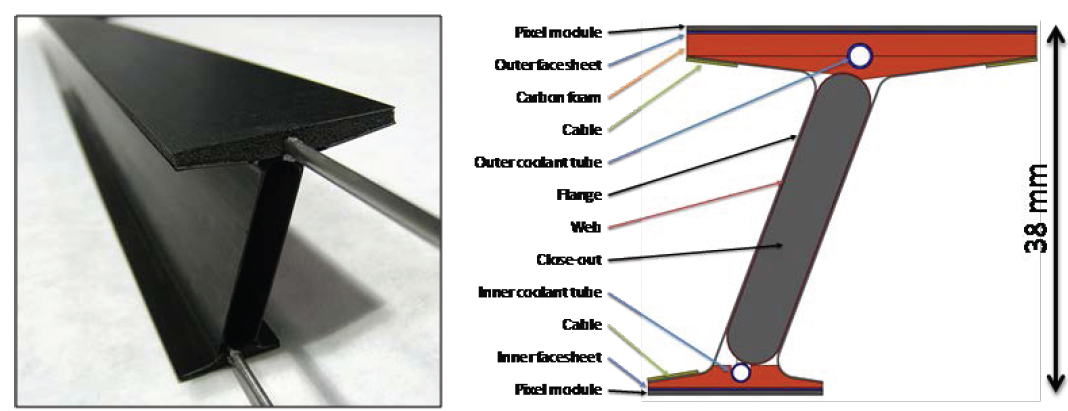 Pixel module
Outer facesheet
Carbon foam
Cable
Outer coolant tube
Flange
Web
Close-out
Inner coolant tube
Cable
Inner facesheet
Pixel module
38 mm